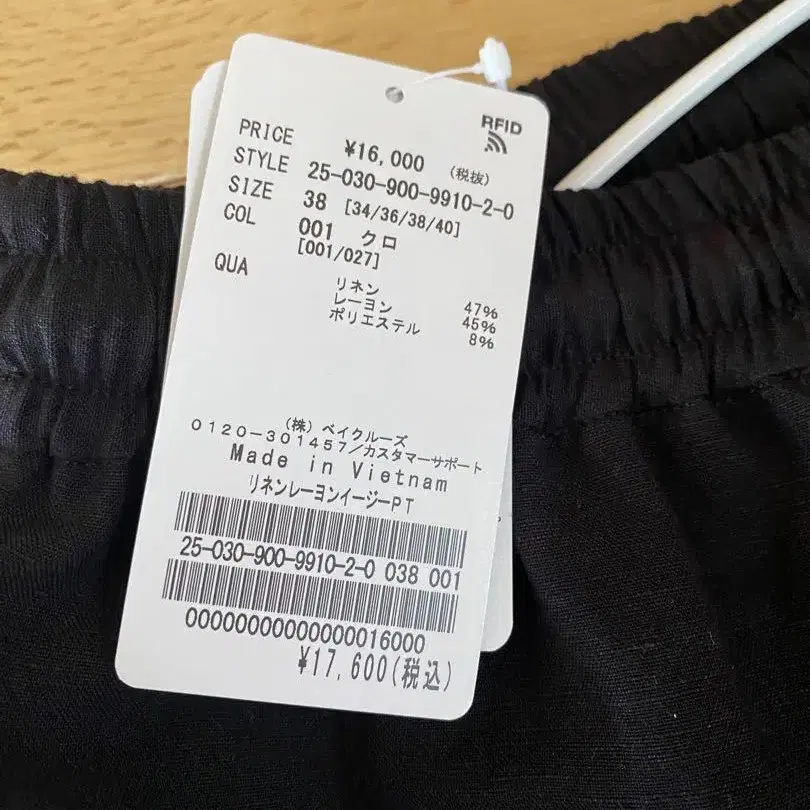 RFID
PRICE ¥16,000 (税抜)
STYLE 25-030-900-9910-2-0
SIZE 38 [34/36/38/40]
COL 001 クロ
[001/027]
QUA
リネン 47%
レーヨン 45%
ポリエステル 8%
(株)ベイクルーズ
0120-301457/カスタマーサポート
Made in Vietnam
リネンレーヨンイージーPT
25-030-900-9910-2-0 038 001
00000000000000016000
¥17,600(税込)